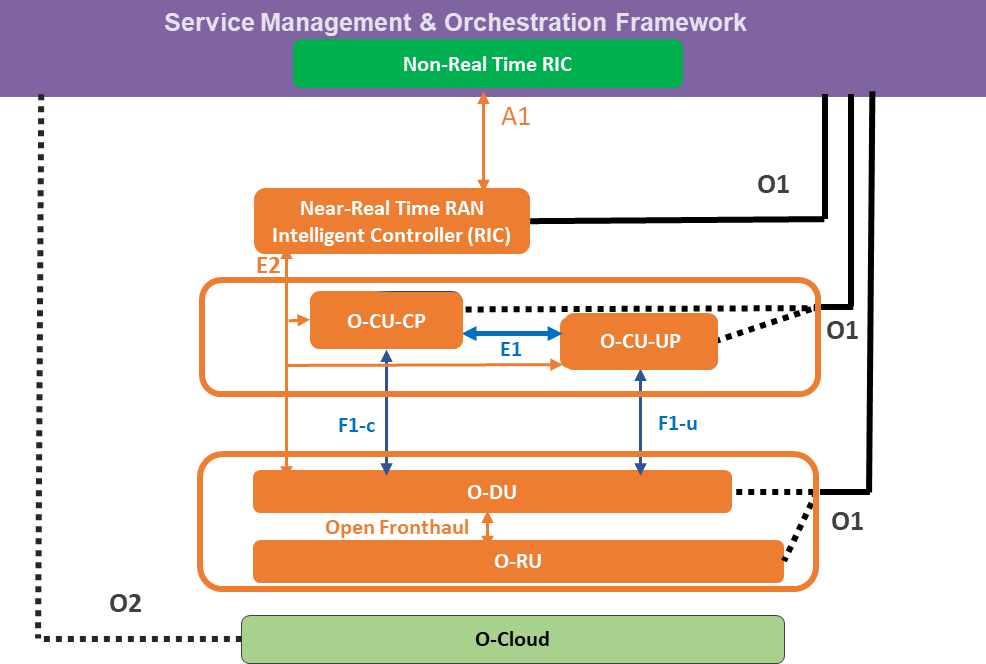 Service Management & Orchestration Framework
Non-Real Time RIC
A1
O1
Near-Real Time RAN
Intelligent Controller (RIC)
E2
O-CU-CP
E1
O-CU-UP
O1
F1-c
F1-u
O-DU
O1
Open Fronthaul
O-RU
O2
O-Cloud